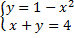 y = 1 − x²
x + y = 4